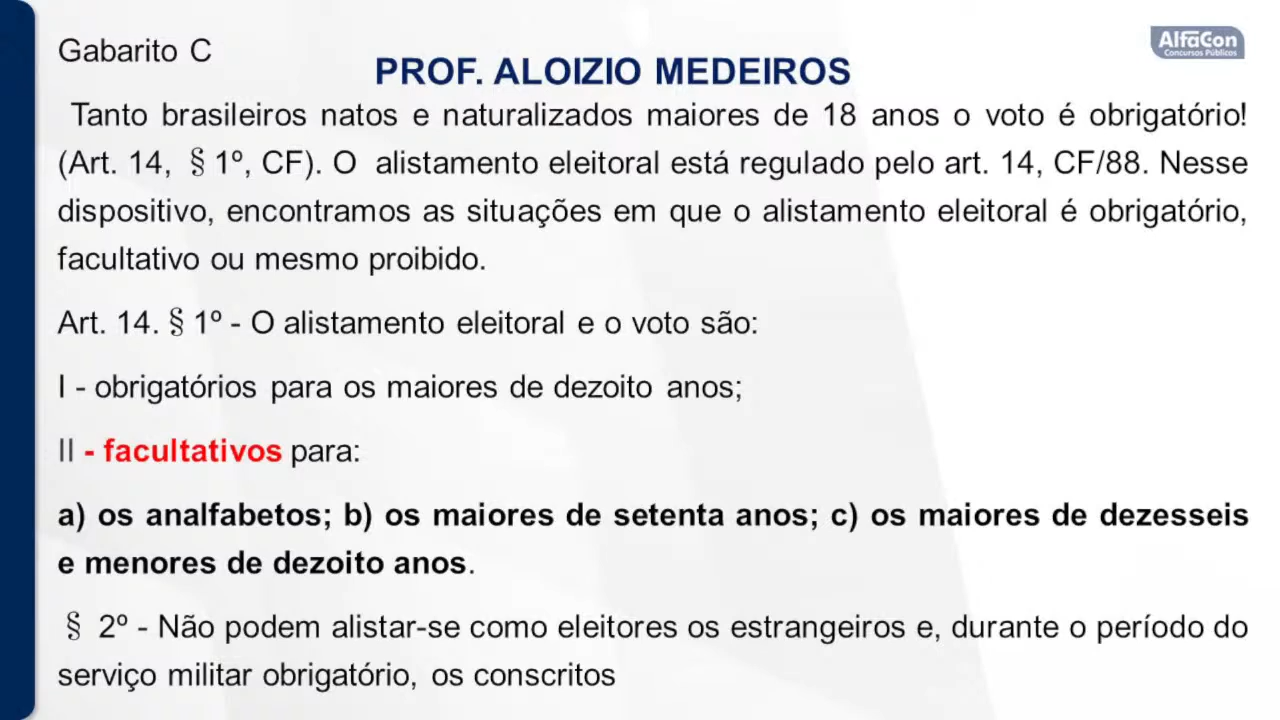 Gabarito C
AlfaCon
Concursos Públicos
PROF. ALOIZIO MEDEIROS
Tanto brasileiros natos e naturalizados maiores de 18 anos o voto é obrigatório!
(Art. 14, § 1º, CF). O alistamento eleitoral está regulado pelo art. 14, CF/88. Nesse
dispositivo, encontramos as situações em que o alistamento eleitoral é obrigatório,
facultativo ou mesmo proibido.
Art. 14. § 1º - O alistamento eleitoral e o voto são:
I - obrigatórios para os maiores de dezoito anos;
II - facultativos para:
a) os analfabetos; b) os maiores de setenta anos; c) os maiores de dezesseis
e menores de dezoito anos.
§ 2º - Não podem alistar-se como eleitores os estrangeiros e, durante o período do
serviço militar obrigatório, os conscritos